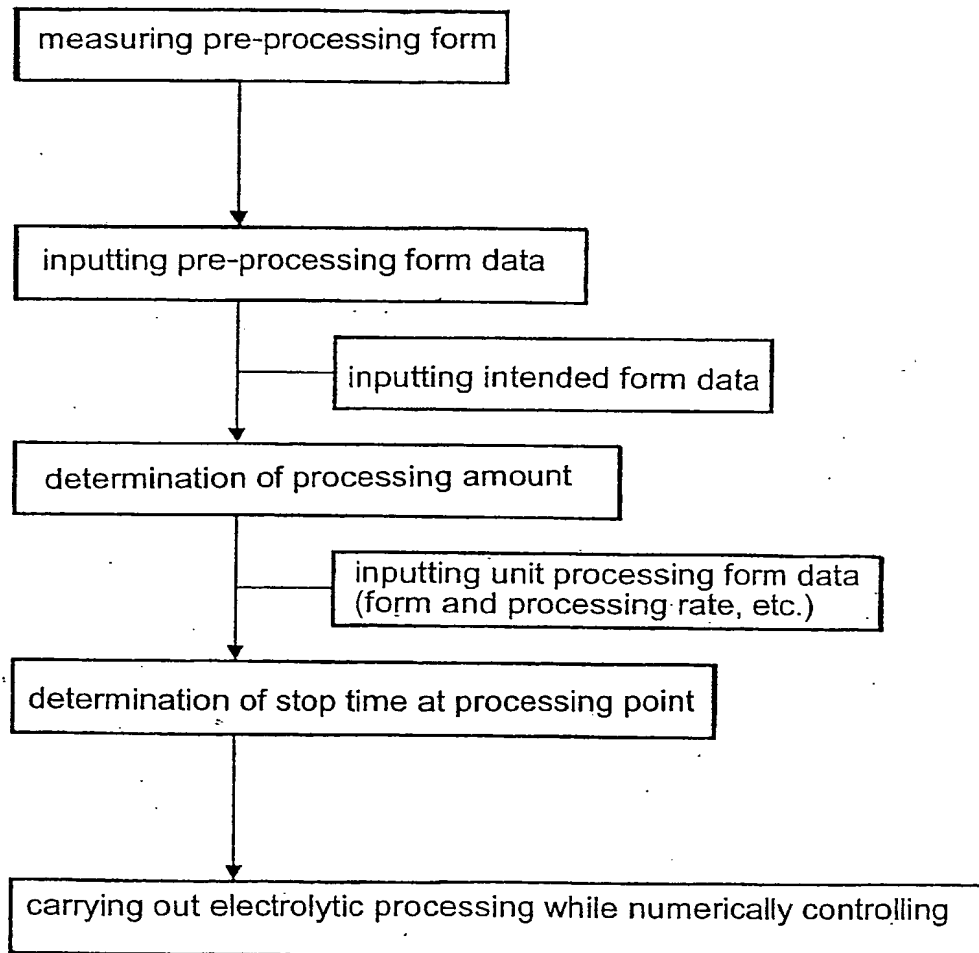 measuring pre-processing form
inputting pre-processing form data
inputting intended form data
determination of processing amount
inputting unit processing form data
(form and processing rate, etc.)
determination of stop time at processing point
carrying out electrolytic processing while numerically controlling